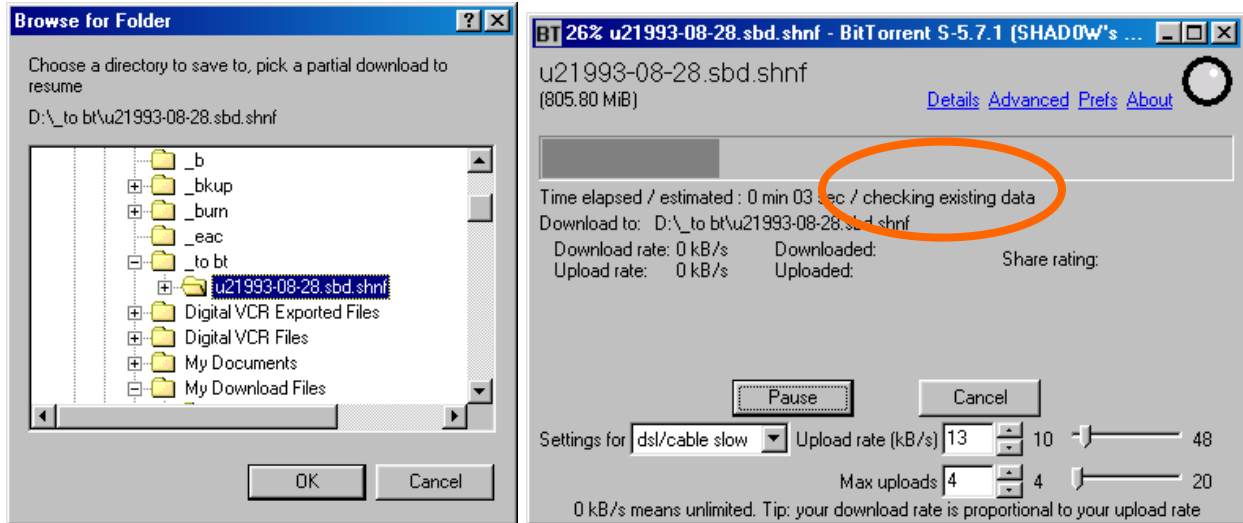 Browse for Folder
Choose a directory to save to, pick a partial download to
resume
D:\_to bt\u21993-08-28.sbd.shnf
_b
_bkup
_burn
_eac
_to bt
u21993-08-28.sbd.shnf
Digital VCR Exported Files
Digital VCR Files
My Documents
My Download Files
OK
Cancel
BT 26% u21993-08-28.sbd.shnf - BitTorrent S-5.7.1 (SHAD0W's ...
u21993-08-28.sbd.shnf
(805.80 MiB)
Details Advanced Prefs About
Time elapsed / estimated : 0 min 03 sec / checking existing data
Download to: D:\_to bt\u21993-08-28.sbd.shnf
Download rate: 0 kB/s Downloaded:
Upload rate: 0 kB/s Uploaded:
Share rating:
Pause
Cancel
Settings for dsl/cable slow Upload rate (kB/s) 13 10 48
Max uploads 4 4 20
0 kB/s means unlimited. Tip: your download rate is proportional to your upload rate